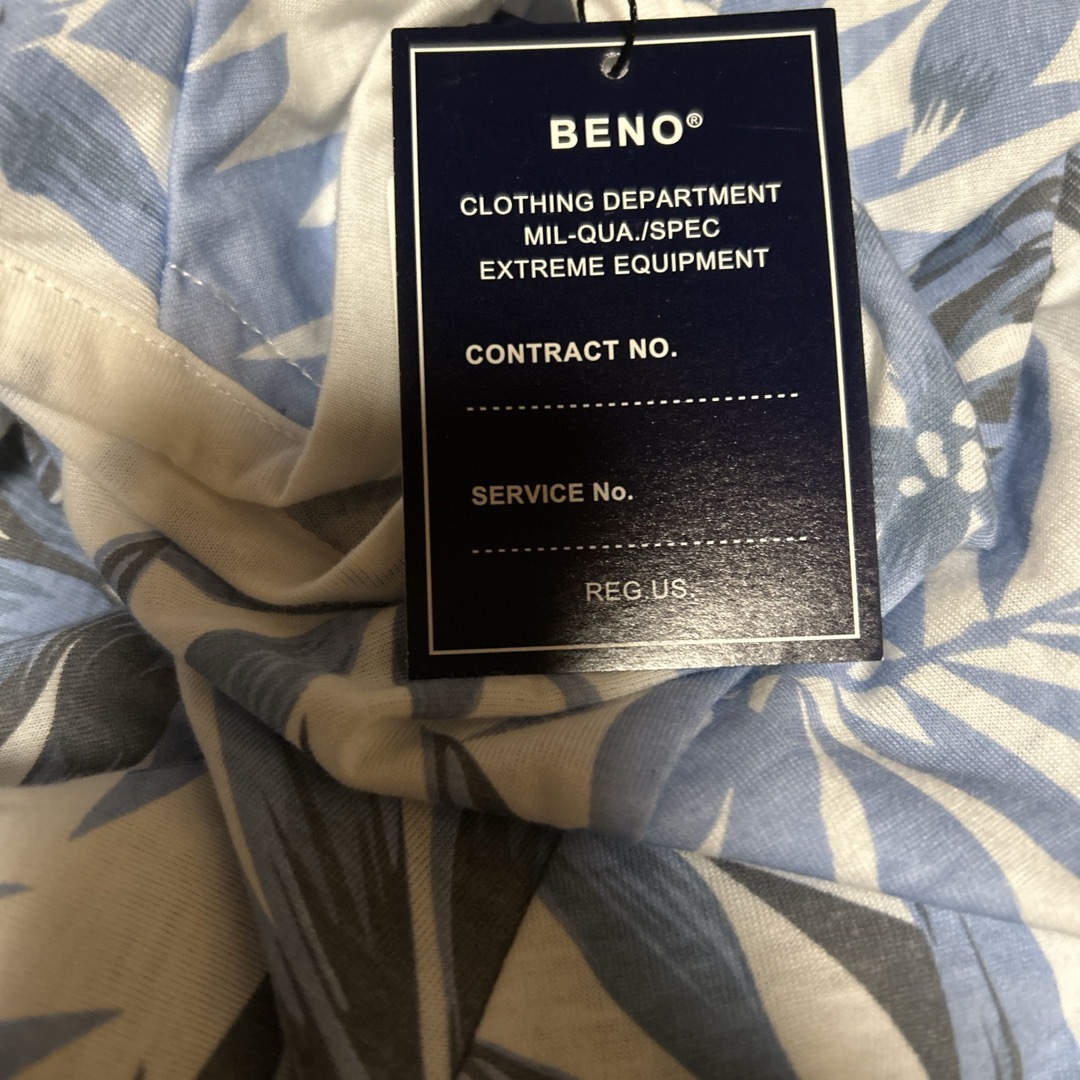 BENO®
CLOTHING DEPARTMENT
MIL-QUA./SPEC
EXTREME EQUIPMENT
CONTRACT NO.
SERVICE No.
REG.US.